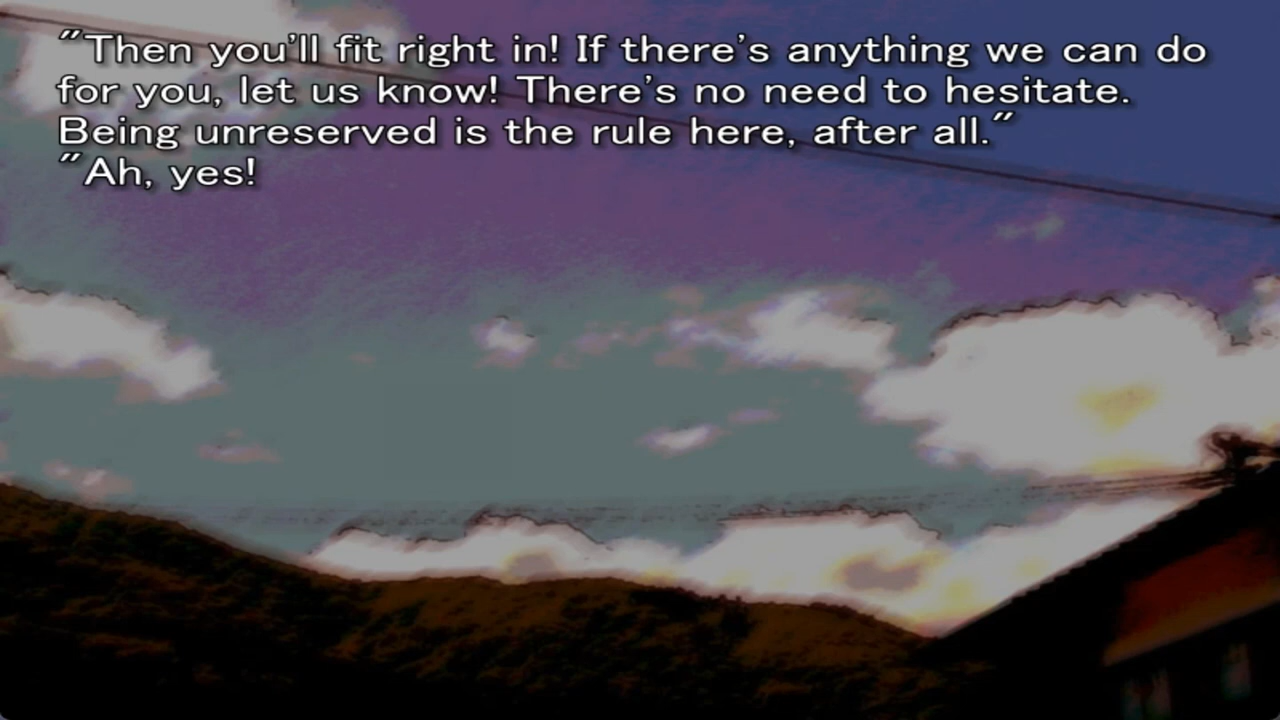 "Then you'll fit right in! If there's anything we can do
for you, let us know! There's no need to hesitate.
Being unreserved is the rule here, after all."
"Ah, yes!